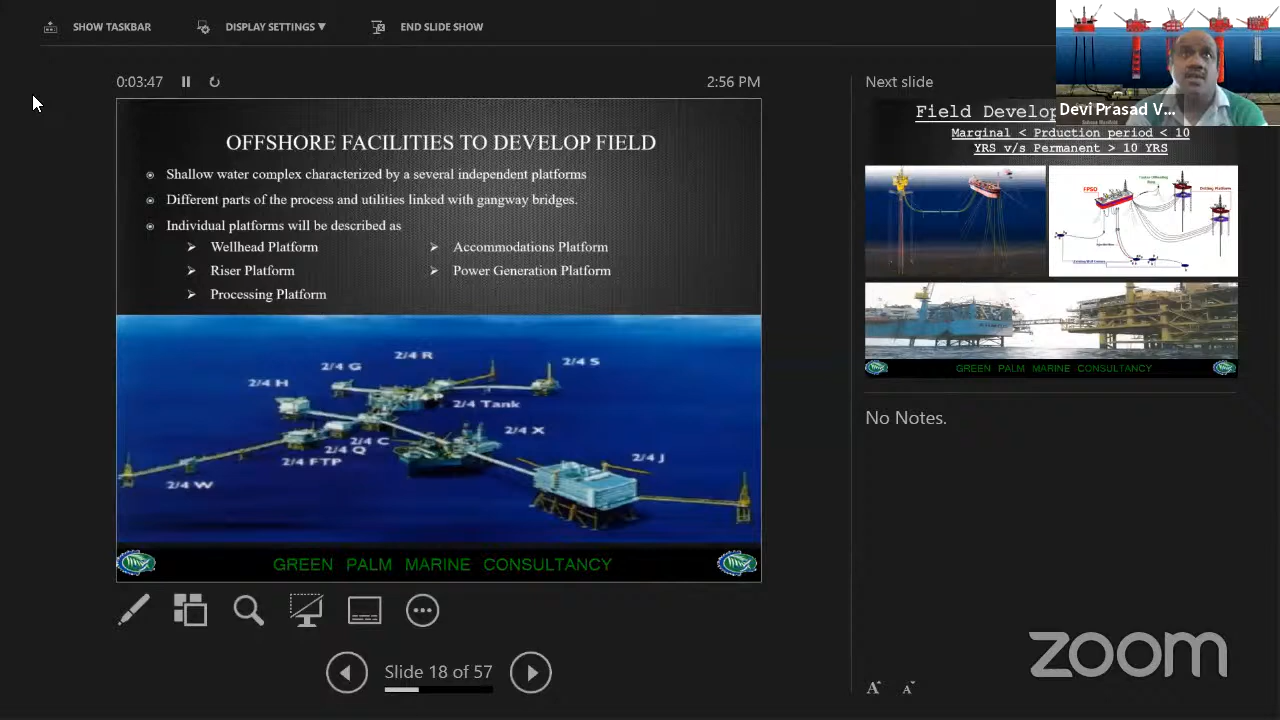 SHOW TASKBAR
DISPLAY SETTINGS ▼
END SLIDE SHOW
0:03:47
2:56 PM
OFFSHORE FACILITIES TO DEVELOP FIELD
Shallow water complex characterized by a several independent platforms
Different parts of the process and utilities linked with gangway bridges.
Individual platforms will be described as
Wellhead Platform
Accommodations Platform
Riser Platform
Power Generation Platform
Processing Platform
2/4 R
2/4 S
2/4 G
2/4 H
2/4 Tank
2/4 X
2/4 C
2/4 Q
2/4 FTP
2/4 J
2/4 W
GREEN PALM MARINE CONSULTANCY
Slide 18 of 57
Next slide
Devi Prasad V...
Field Develop
Marginal < Prduction period < 10
YRS v/s Permanent > 10 YRS
FPSO
Drilling Platform
GREEN PALM MARINE CONSULTANCY
No Notes.
zoom
A
A